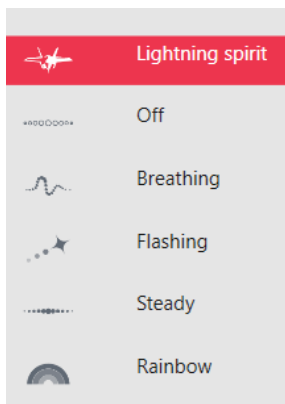 Lightning spirit
Off
Breathing
Flashing
Steady
Rainbow